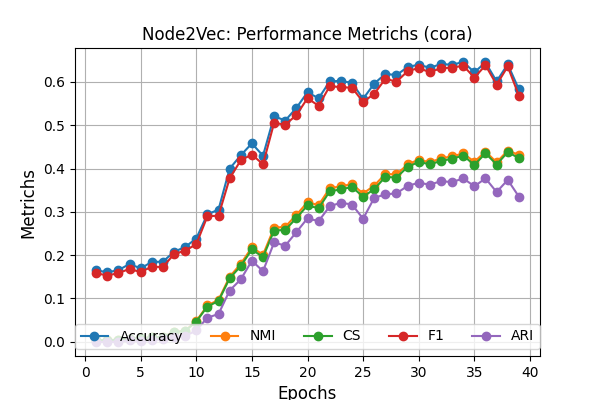 Node2Vec: Performance Metrichs (cora)
Metrichs
0.6
0.5
0.4
0.3
0.2
0.1
0.0
Accuracy NMI CS F1 ARI
0 5 10 15 20 25 30 35 40
Epochs